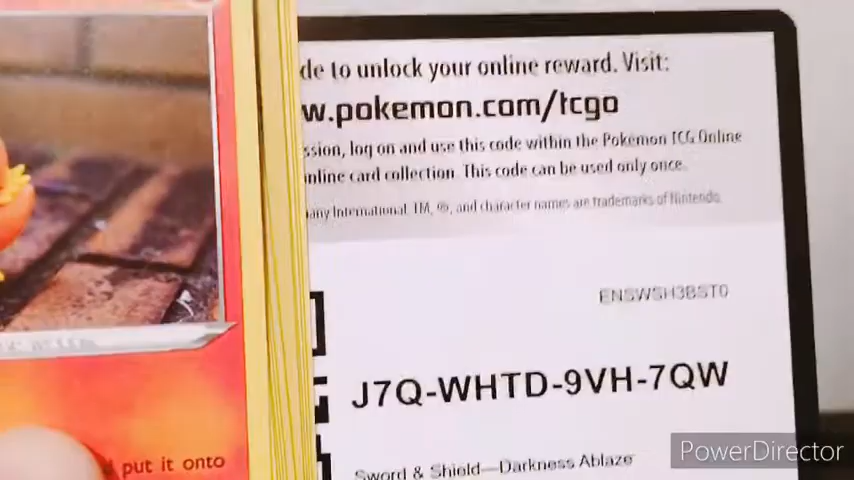 de to unlock your online reward. Visit:
w.pokemon.com/tcgo
ssion, log on and use this code within the Pokémon TCG Online
nline card collection. This code can be used only once.
any International. TM, ®, and character names are trademarks of Nintendo.
ENSWSH3BST0
J7Q-WHTD-9VH-7QW
Sword & Shield—Darkness Ablaze
put it onto
PowerDirector